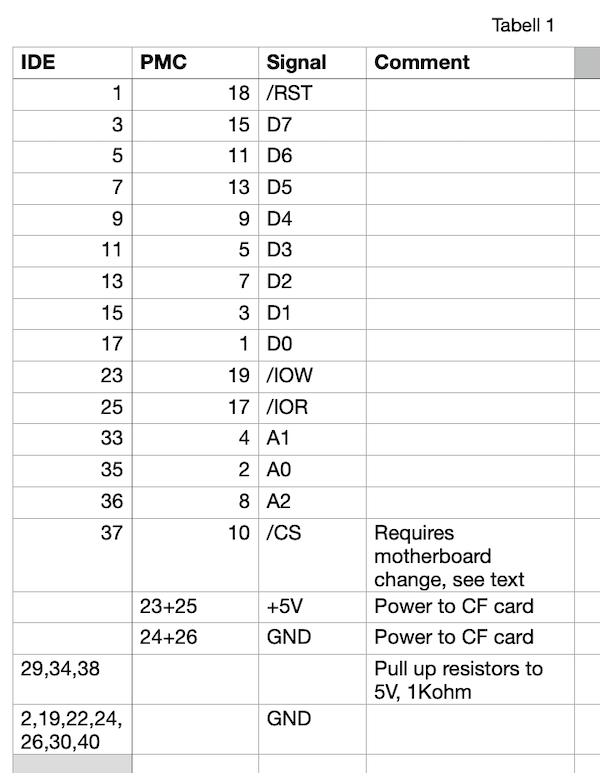 Tabell 1
IDE PMC Signal Comment
1 18 /RST
3 15 D7
5 11 D6
7 13 D5
9 9 D4
11 5 D3
13 7 D2
15 3 D1
17 1 D0
23 19 /IOW
25 17 /IOR
33 4 A1
35 2 A0
36 8 A2
37 10 /CS Requires
motherboard
change, see text
23+25 +5V Power to CF card
24+26 GND Power to CF card
29,34,38 Pull up resistors to
5V, 1Kohm
2,19,22,24, GND
26,30,40